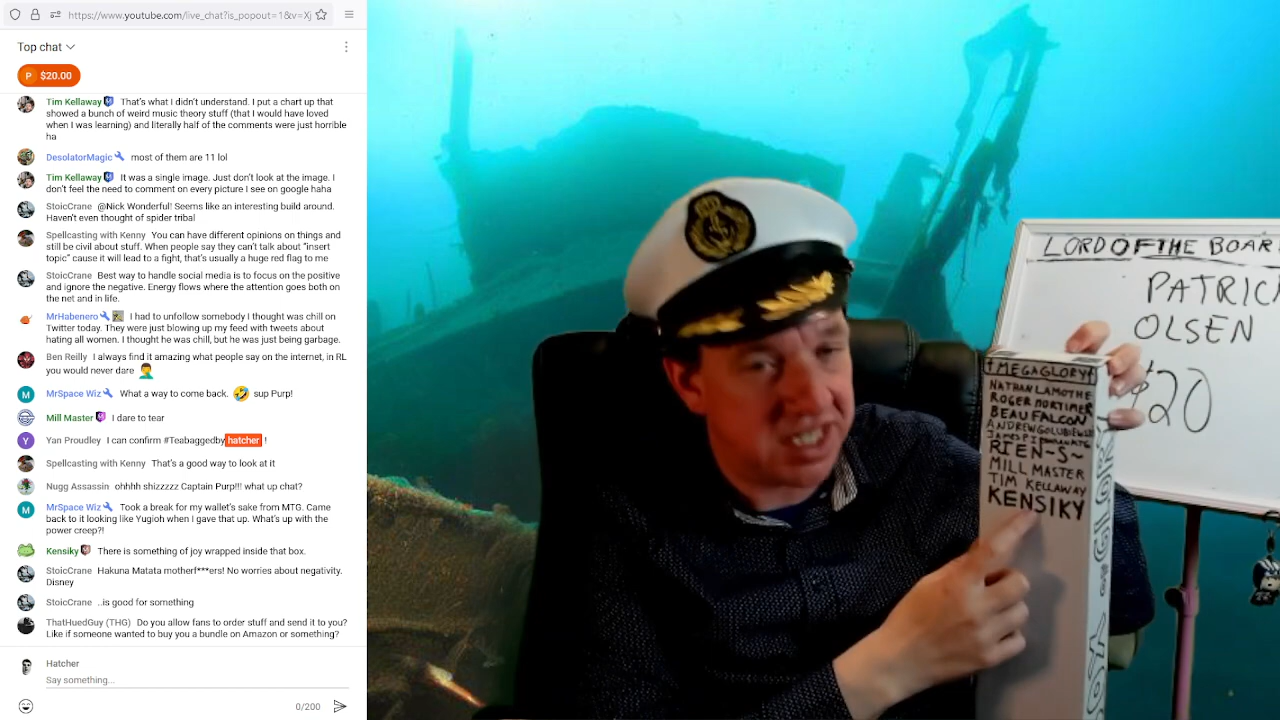 https://www.youtube.com/live_chat?is_popout=1&v=Xj
Top chat
P $20.00
Tim Kellaway That's what I didn't understand. I put a chart up that
showed a bunch of weird music theory stuff (that I would have loved
when I was learning) and literally half of the comments were just horrible
ha
DesolatorMagic most of them are 11 lol
Tim Kellaway It was a single image. Just don't look at the image. I
don't feel the need to comment on every picture I see on google haha
StoicCrane @Nick Wonderful! Seems like an interesting build around.
Haven't even thought of spider tribal
Spellcasting with Kenny You can have different opinions on things and
still be civil about stuff. When people say they can't talk about "insert
topic" cause it will lead to a fight, that's usually a huge red flag to me
StoicCrane Best way to handle social media is to focus on the positive
and ignore the negative. Energy flows where the attention goes both on
the net and in life.
MrHabenero I had to unfollow somebody I thought was chill on
Twitter today. They were just blowing up my feed with tweets about
hating all women. I thought he was chill, but he was just being garbage.
Ben Reilly I always find it amazing what people say on the internet, in RL
you would never dare 🤦‍♂️
M MrSpace Wiz What a way to come back. 🤣 sup Purp!
Mill Master I dare to tear
Y Yan Proudley I can confirm #Teabaggedbyhatcher !
Spellcasting with Kenny That's a good way to look at it
Nugg Assassin ohhhh shizzzzz Captain Purp!!! what up chat?
M MrSpace Wiz Took a break for my wallet's sake from MTG. Came
back to it looking like Yugioh when I gave that up. What's up with the
power creep?!
Kensiky There is something of joy wrapped inside that box.
StoicCrane Hakuna Matata motherf***ers! No worries about negativity.
Disney
StoicCrane ..is good for something
ThatHuedGuy (THG) Do you allow fans to order stuff and send it to you?
Like if someone wanted to buy you a bundle on Amazon or something?
Hatcher
Say something...
0/200
LORD OF THE BOAR
PATRIC
OLSEN
$20
MEGAGLORY
NATHAN LAMOTHE
ROGER MORTIMER
BEAU FALCON
RIEN-S~
MILL MASTER
TIM KELLAWAY
KENSIKY